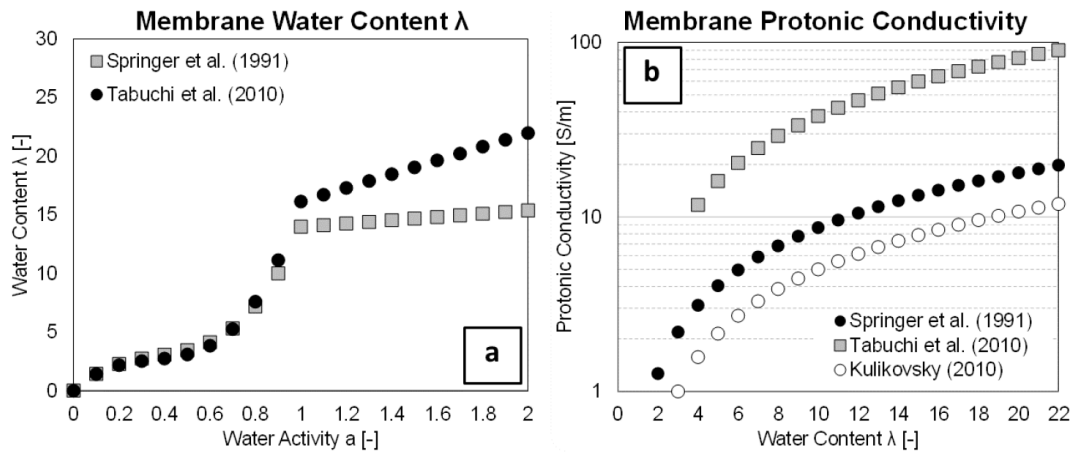 Membrane Water Content λ
30
25
20
15
10
5
0
Water Content λ [-]
Springer et al. (1991)
Tabuchi et al. (2010)
a
0 0.2 0.4 0.6 0.8 1 1.2 1.4 1.6 1.8 2
Water Activity a [-]
Membrane Protonic Conductivity
100
10
1
Protonic Conductivity [S/m]
b
Springer et al. (1991)
Tabuchi et al. (2010)
Kulikovsky (2010)
0 2 4 6 8 10 12 14 16 18 20 22
Water Content λ [-]